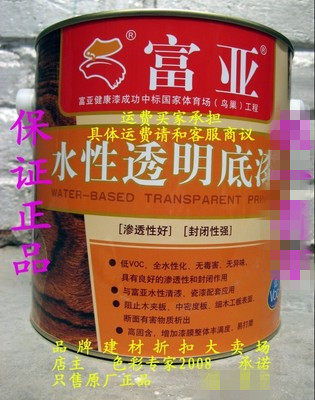 富亚®
富亚健康漆成功中标国家体育场(鸟巢)工程
运费买家承担
具体运费请和客服商议
保证正品
水性透明底漆
WATER-BASED TRANSPARENT PRI
[渗透性好] [封闭性强]
• 低VOC、全水性化、无毒害、无异味、
具有良好的渗透性和封闭作用
• 与富亚水性清漆、瓷漆配套应用
• 阻止木夹板、中密度板、细木工板表面、
断面有害物质析出
• 高固含、增加漆膜整体丰满度、易打磨
品牌建材折扣大卖场
店主 色彩专家2008 承诺
只售原厂正品